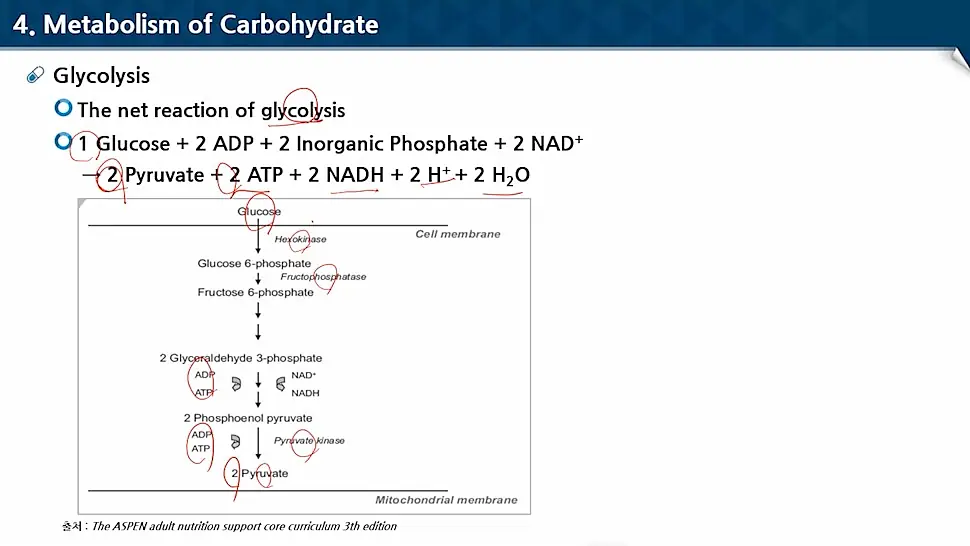 4. Metabolism of Carbohydrate
Glycolysis
The net reaction of glycolysis
1 Glucose + 2 ADP + 2 Inorganic Phosphate + 2 NAD⁺
→ 2 Pyruvate + 2 ATP + 2 NADH + 2 H⁺ + 2 H₂O
Glucose
Cell membrane
Hexokinase
Glucose 6-phosphate
Fructophosphatase
Fructose 6-phosphate
2 Glyceraldehyde 3-phosphate
ADP NAD⁺
ATP NADH
2 Phosphoenol pyruvate
ADP
Pyruvate kinase
ATP
2 Pyruvate
Mitochondrial membrane
출처 : The ASPEN adult nutrition support core curriculum 3th edition